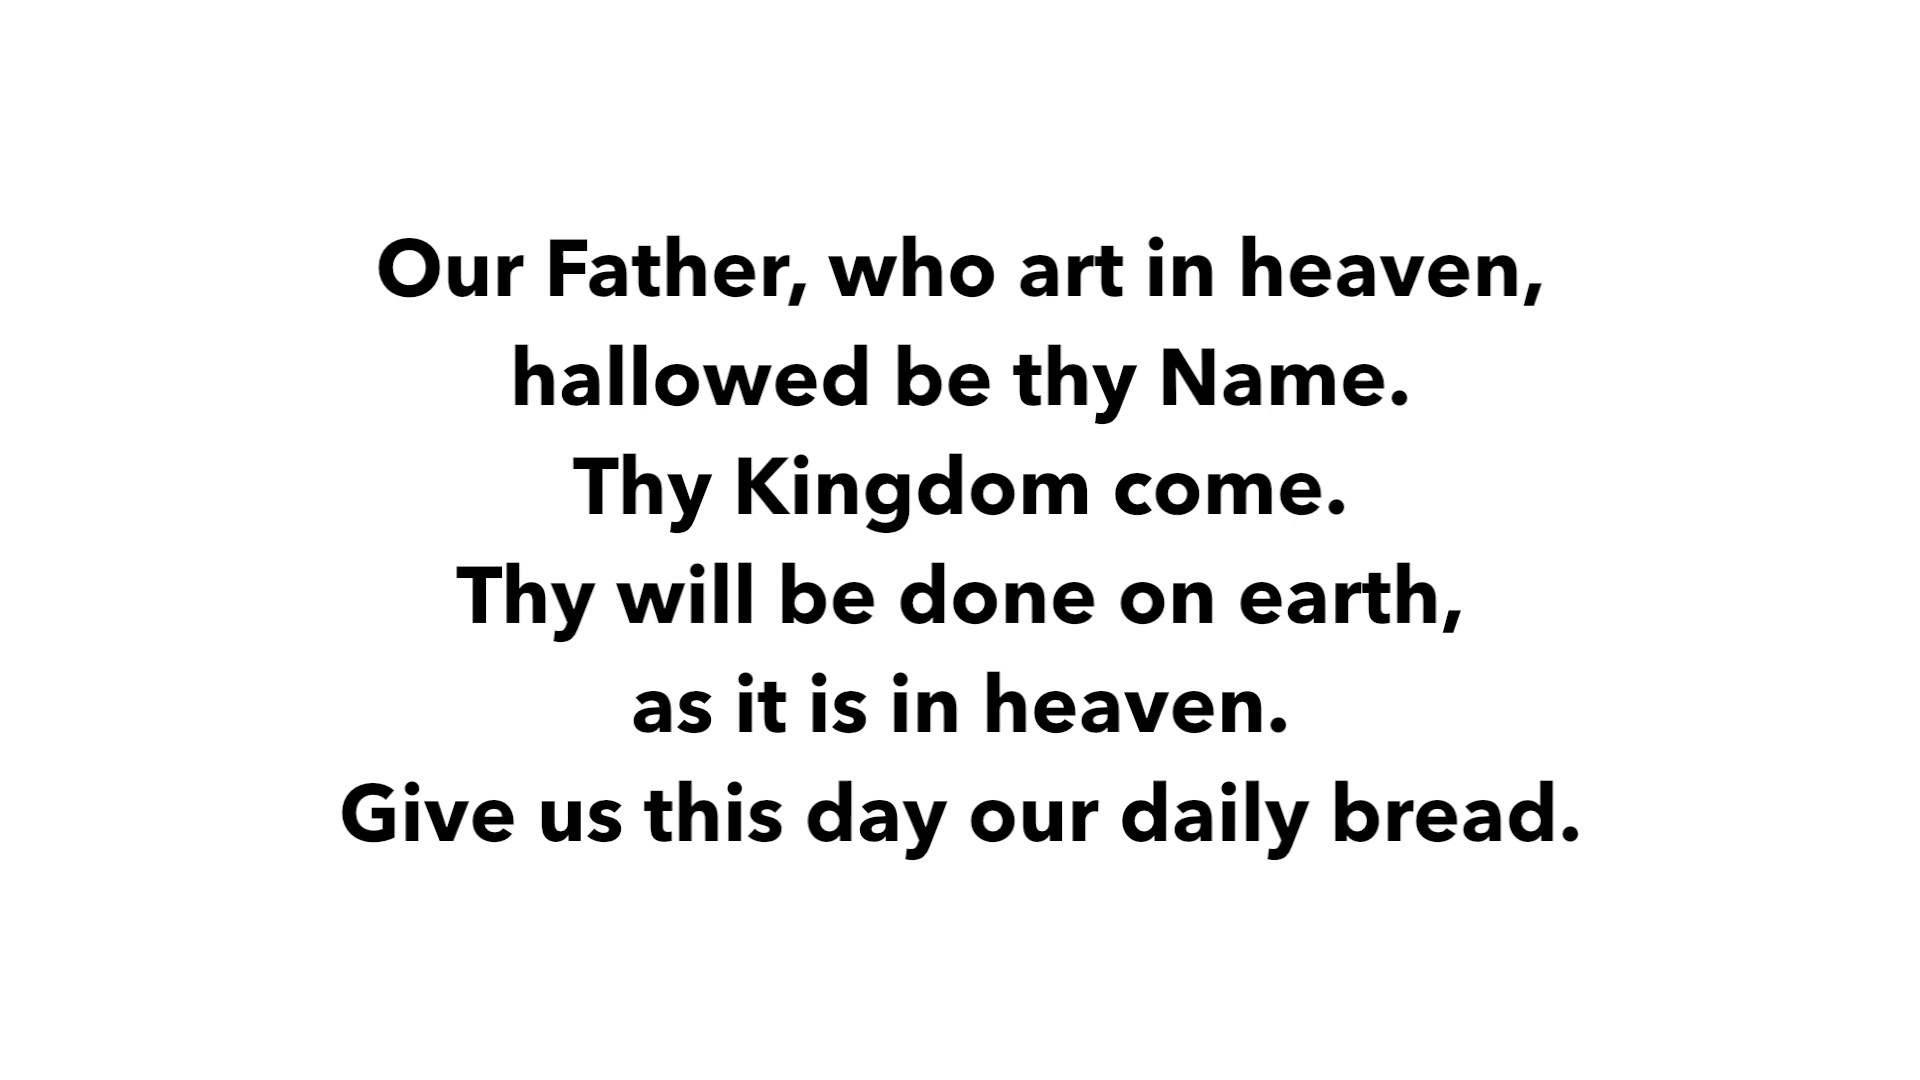 Our Father, who art in heaven,
hallowed be thy Name.
Thy Kingdom come.
Thy will be done on earth,
as it is in heaven.
Give us this day our daily bread.